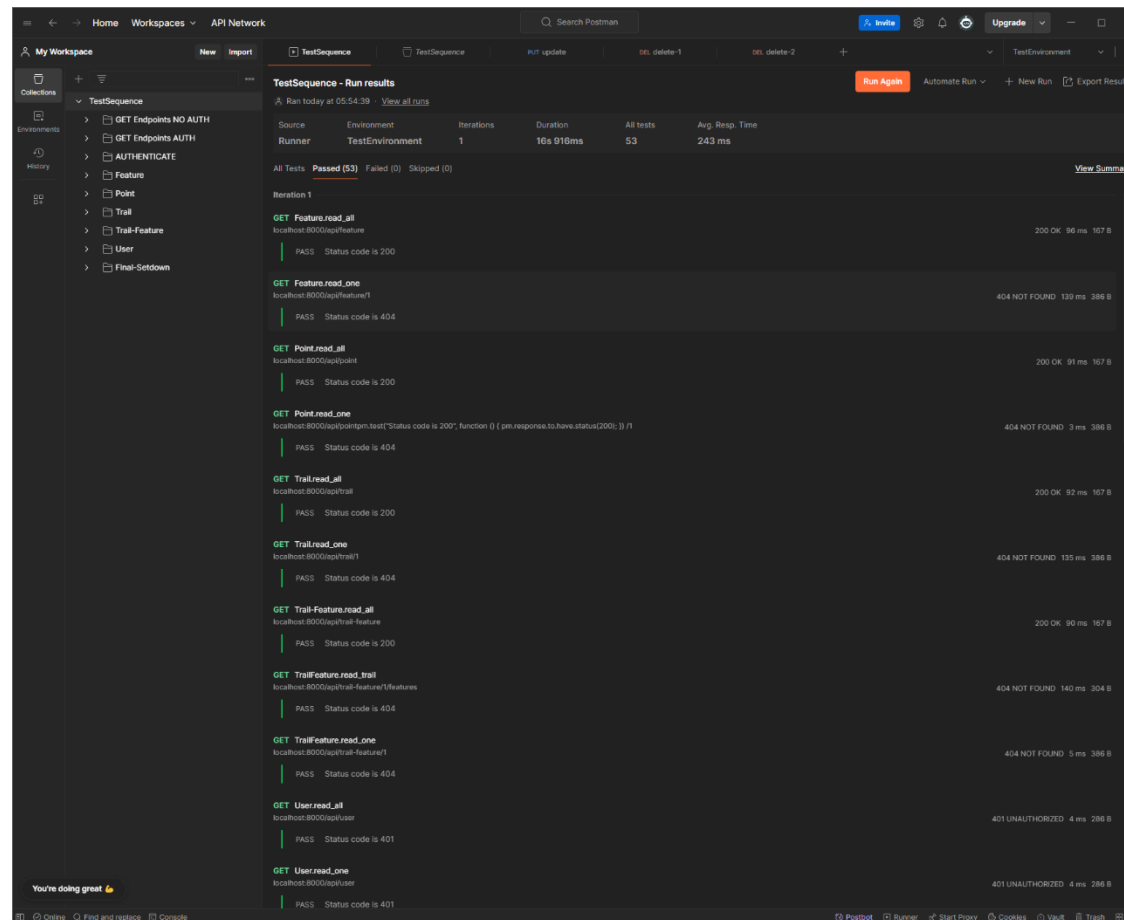 Home Workspaces API Network Search Postman Invite Upgrade
My Workspace New Import TestSequence TestSequence PUT update DEL delete-1 DEL delete-2 TestEnvironment
Collections
Environments
History
TestSequence
GET Endpoints NO AUTH
GET Endpoints AUTH
AUTHENTICATE
Feature
Point
Trail
Trail-Feature
User
Final-Setdown
TestSequence - Run results Run Again Automate Run + New Run Export Resul
Ran today at 05:54:39 · View all runs
Source Environment Iterations Duration All tests Avg. Resp. Time
Runner TestEnvironment 1 16s 916ms 53 243 ms
All Tests Passed (53) Failed (0) Skipped (0) View Summa
Iteration 1
GET Feature.read_all
localhost:8000/api/feature 200 OK 96 ms 167 B
PASS Status code is 200
GET Feature.read_one
localhost:8000/api/feature/1 404 NOT FOUND 139 ms 386 B
PASS Status code is 404
GET Point.read_all
localhost:8000/api/point 200 OK 91 ms 167 B
PASS Status code is 200
GET Point.read_one
localhost:8000/api/pointpm.test("Status code is 200", function () { pm.response.to.have.status(200); }) /1 404 NOT FOUND 3 ms 386 B
PASS Status code is 404
GET Trail.read_all
localhost:8000/api/trail 200 OK 92 ms 167 B
PASS Status code is 200
GET Trail.read_one
localhost:8000/api/trail/1 404 NOT FOUND 135 ms 386 B
PASS Status code is 404
GET Trail-Feature.read_all
localhost:8000/api/trail-feature 200 OK 90 ms 167 B
PASS Status code is 200
GET TrailFeature.read_trail
localhost:8000/api/trail-feature/1/features 404 NOT FOUND 140 ms 304 B
PASS Status code is 404
GET TrailFeature.read_one
localhost:8000/api/trail-feature/1 404 NOT FOUND 5 ms 386 B
PASS Status code is 404
GET User.read_all
localhost:8000/api/user 401 UNAUTHORIZED 4 ms 286 B
PASS Status code is 401
GET User.read_one
localhost:8000/api/user 401 UNAUTHORIZED 4 ms 286 B
PASS Status code is 401
You're doing great 💪
Online Find and replace Console Postbot Runner Start Proxy Cookies Vault Trash